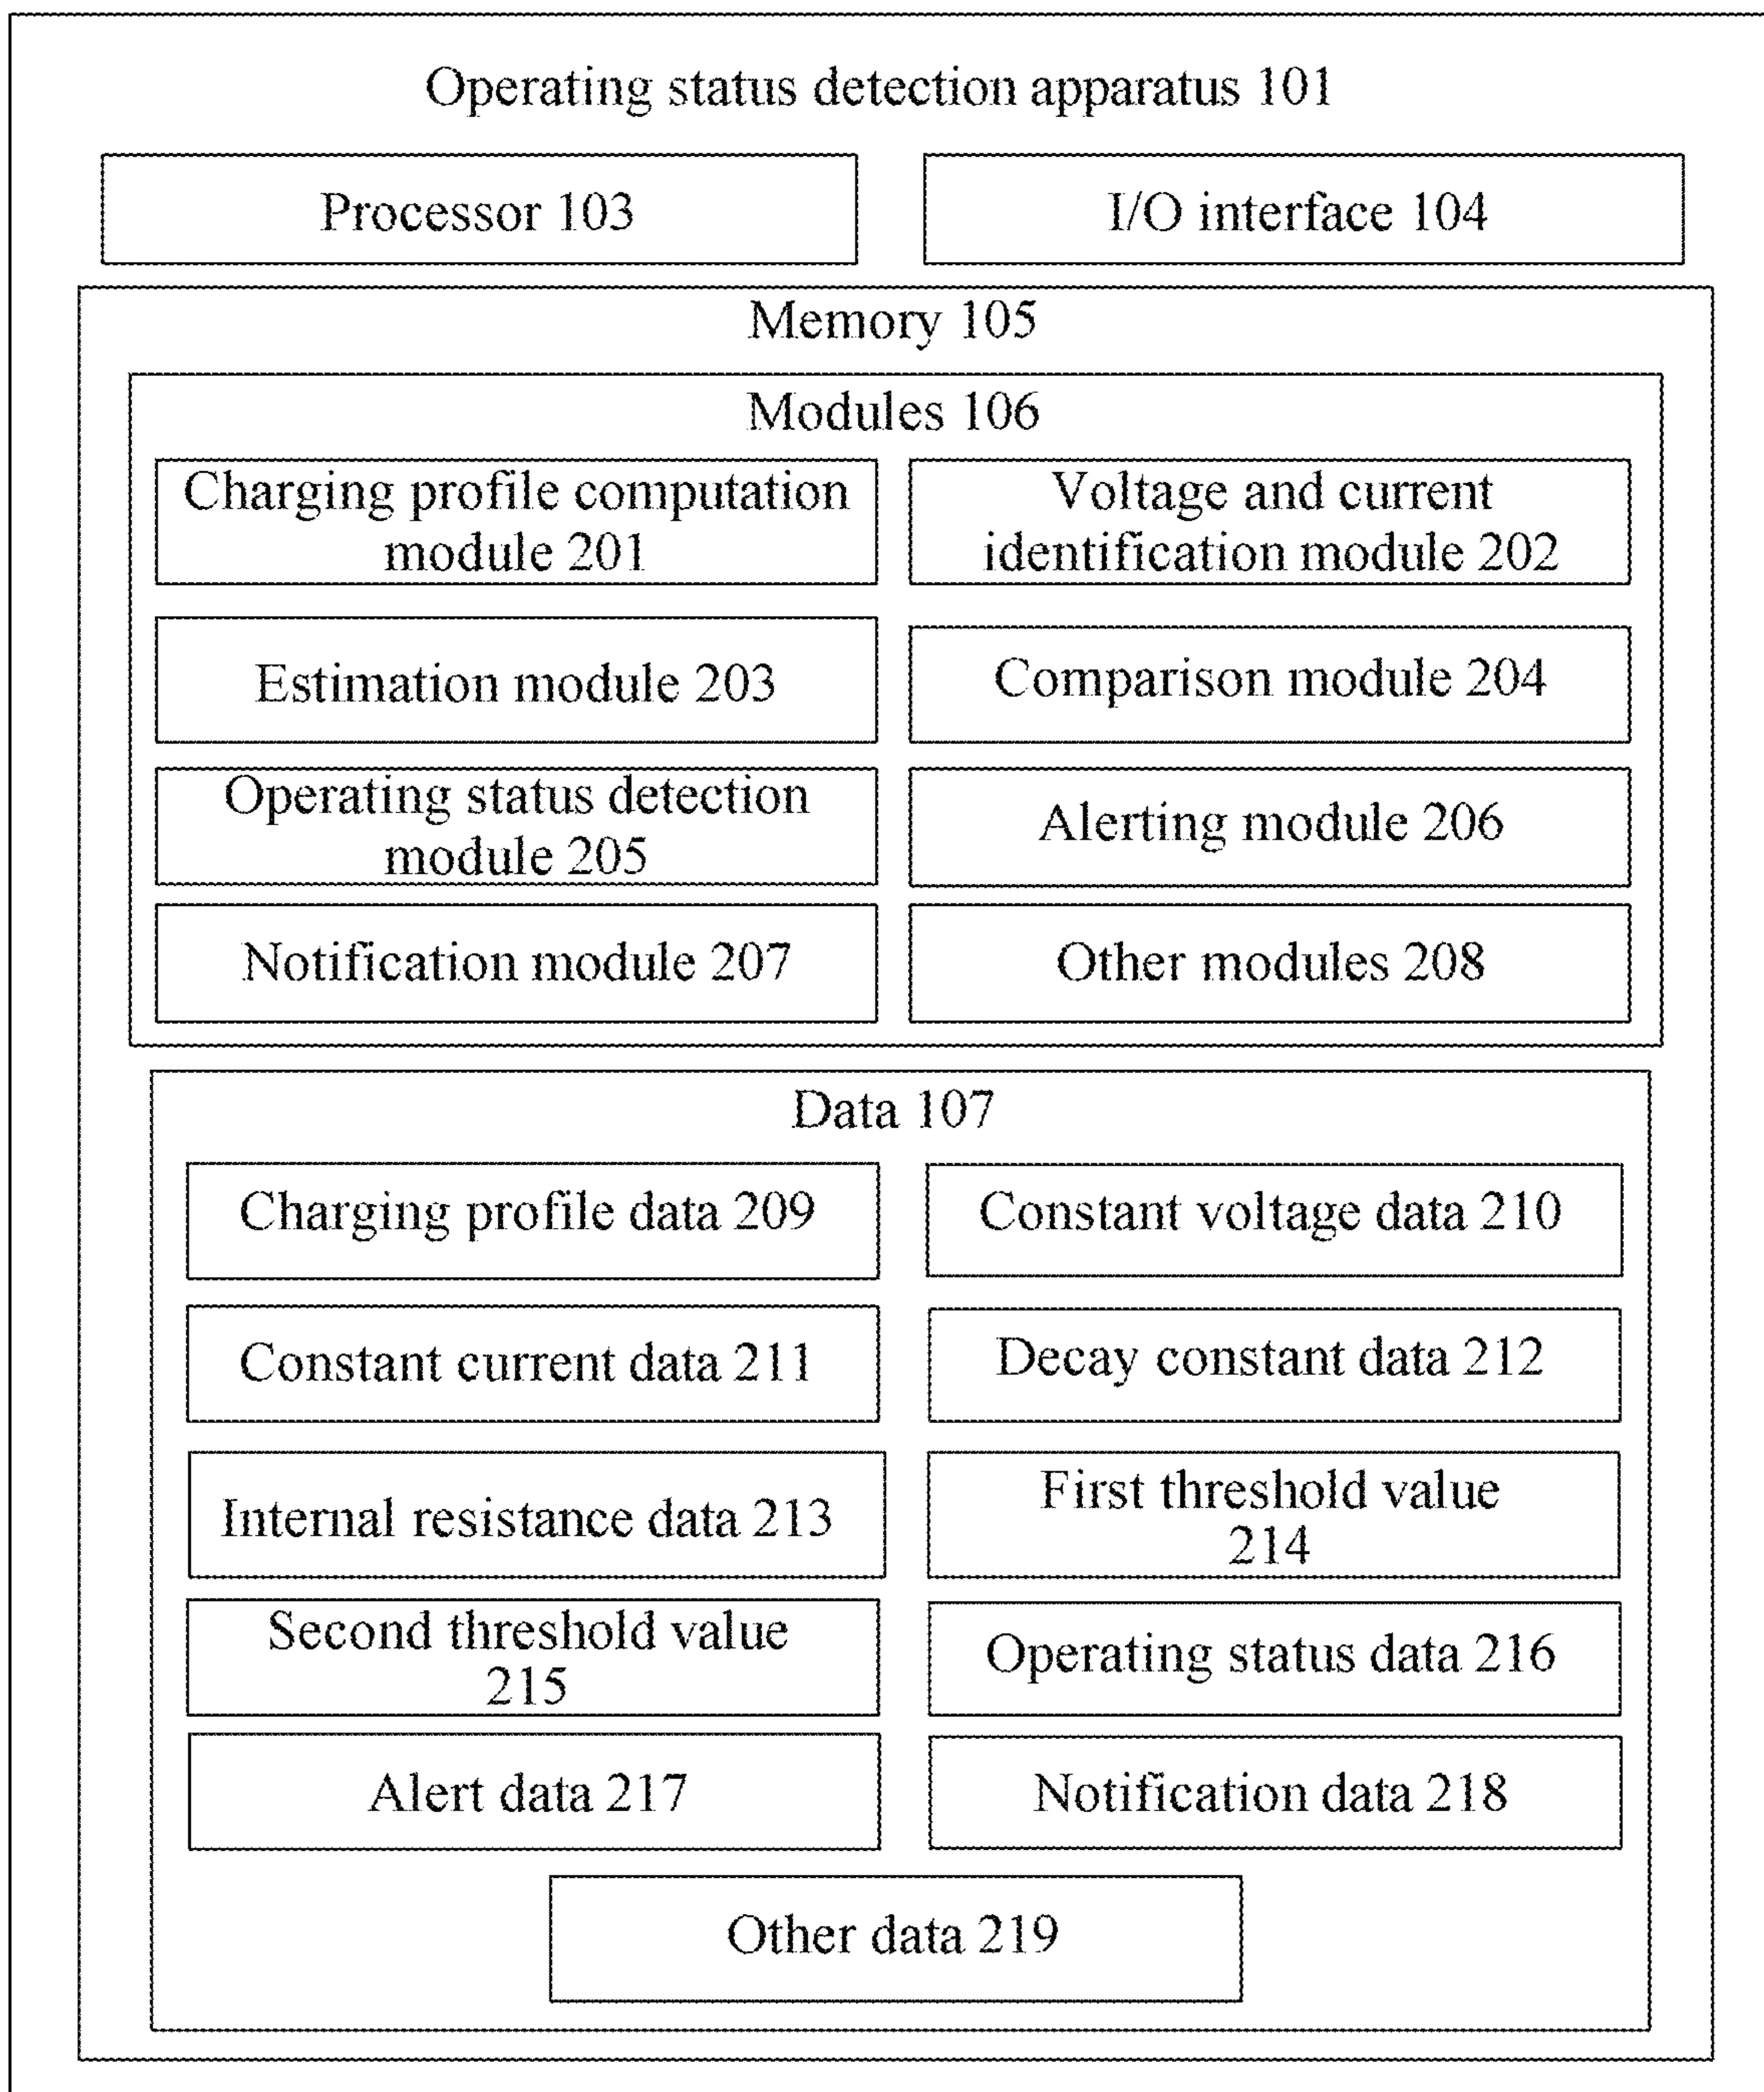 Operating status detection apparatus 101
Processor 103
I/O interface 104
Memory 105
Modules 106
Charging profile computation
module 201
Voltage and current
identification module 202
Estimation module 203
Comparison module 204
Operating status detection
module 205
Alerting module 206
Notification module 207
Other modules 208
Data 107
Charging profile data 209
Constant voltage data 210
Constant current data 211
Decay constant data 212
Internal resistance data 213
First threshold value
214
Second threshold value
215
Operating status data 216
Alert data 217
Notification data 218
Other data 219